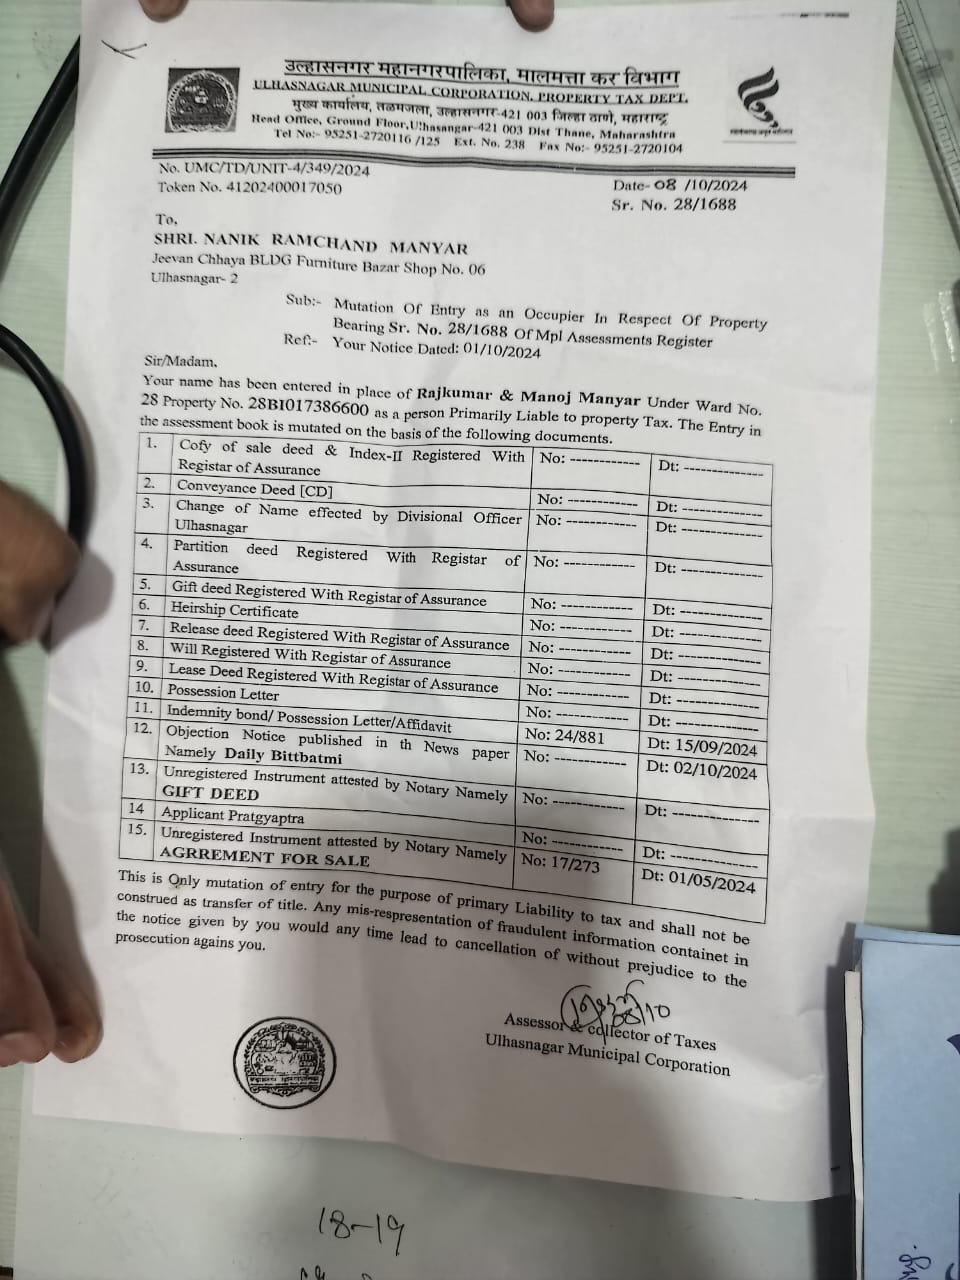 उल्हासनगर महानगरपालिका, मालमत्ता कर विभाग
ULHASNAGAR MUNICIPAL CORPORATION, PROPERTY TAX DEPT.
मुख्य कार्यालय, तळमजला, उल्हासनगर-421 003 जिल्हा ठाणे, महाराष्ट्र
Head Office, Ground Floor,Ulhasangar-421 003 Dist Thane, Maharashtra
Tel No:- 95251-2720116 /125 Ext. No. 238 Fax No:- 95251-2720104
No. UMC/TD/UNIT-4/349/2024
Token No. 41202400017050
Date- 08 /10/2024
Sr. No. 28/1688
To,
SHRI. NANIK RAMCHAND MANYAR
Jeevan Chhaya BLDG Furniture Bazar Shop No. 06
Ulhasnagar- 2
Sub:- Mutation Of Entry as an Occupier In Respect Of Property
Bearing Sr. No. 28/1688 Of Mpl Assessments Register
Ref:- Your Notice Dated: 01/10/2024
Sir/Madam,
Your name has been entered in place of Rajkumar & Manoj Manyar Under Ward No.
28 Property No. 28BI017386600 as a person Primarily Liable to property Tax. The Entry in
the assessment book is mutated on the basis of the following documents.
1. Cofy of sale deed & Index-II Registered With No: ------------ Dt: --------------
Registar of Assurance
2. Conveyance Deed [CD] No: ------------ Dt: --------------
3. Change of Name effected by Divisional Officer No: ------------ Dt: --------------
Ulhasnagar
4. Partition deed Registered With Registar of No: ------------ Dt: --------------
Assurance
5. Gift deed Registered With Registar of Assurance No: ------------ Dt: --------------
6. Heirship Certificate No: ------------ Dt: --------------
7. Release deed Registered With Registar of Assurance No: ------------ Dt: --------------
8. Will Registered With Registar of Assurance No: ------------ Dt: --------------
9. Lease Deed Registered With Registar of Assurance No: ------------ Dt: --------------
10. Possession Letter No: ------------ Dt: --------------
11. Indemnity bond/ Possession Letter/Affidavit No: 24/881 Dt: 15/09/2024
12. Objection Notice published in th News paper No: ------------ Dt: 02/10/2024
Namely Daily Bittbatmi
13. Unregistered Instrument attested by Notary Namely No: ------------ Dt: --------------
GIFT DEED
14 Applicant Pratgyaptra No: ------------ Dt: --------------
15. Unregistered Instrument attested by Notary Namely No: 17/273 Dt: 01/05/2024
AGRREMENT FOR SALE
This is Only mutation of entry for the purpose of primary Liability to tax and shall not be
construed as transfer of title. Any mis-respresentation of fraudulent information containet in
the notice given by you would any time lead to cancellation of without prejudice to the
prosecution agains you.
Assessor & collector of Taxes
Ulhasnagar Municipal Corporation
18-19